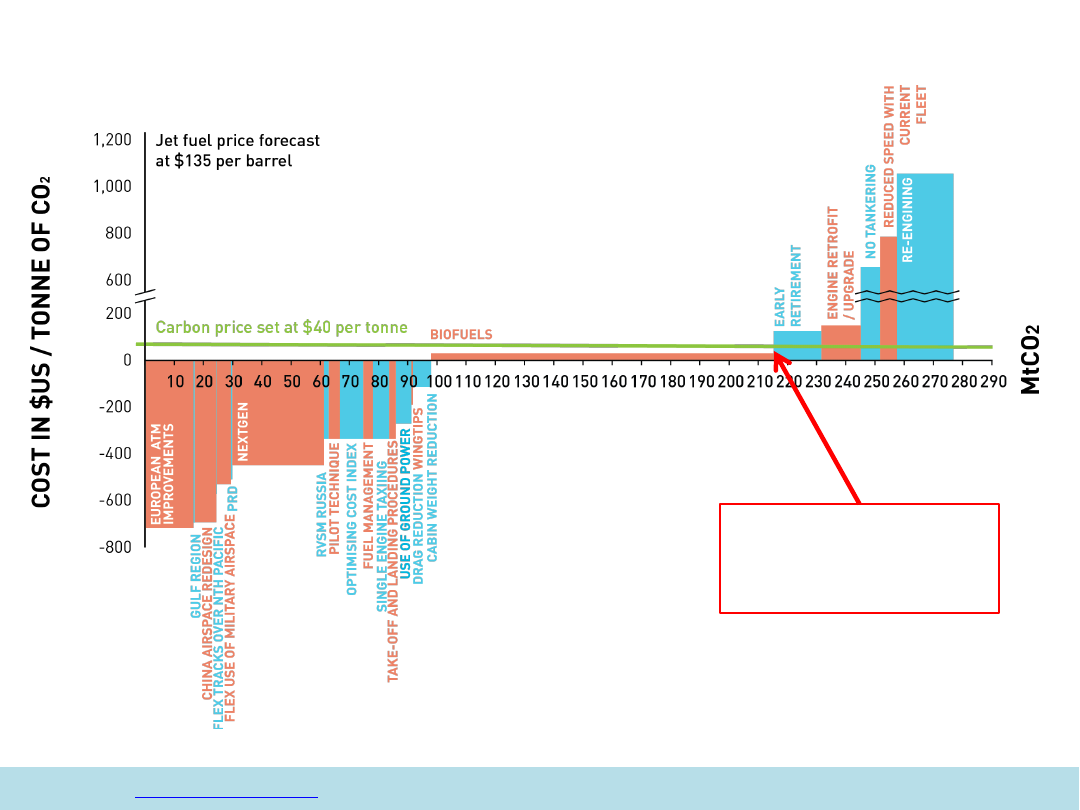 Jet fuel price forecast
at $135 per barrel
COST IN $US / TONNE OF CO2
1,200
1,000
800
600
200
0
-200
-400
-600
-800
Carbon price set at $40 per tonne
10 20 30 40 50 60 70 80 90 100 110 120 130 140 150 160 170 180 190 200 210 220 230 240 250 260 270 280 290
MtCO2
EUROPEAN ATM
IMPROVEMENTS
GULF REGION
CHINA AIRSPACE REDESIGN
FLEX TRACKS OVER NTH PACIFIC
FLEX USE OF MILITARY AIRSPACE
PRD
NEXTGEN
RVSM RUSSIA
PILOT TECHNIQUE
OPTIMISING COST INDEX
FUEL MANAGEMENT
SINGLE ENGINE TAXIING
TAKE-OFF AND LANDING PROCEDURES
USE OF GROUND POWER
DRAG REDUCTION WINGTIPS
CABIN WEIGHT REDUCTION
BIOFUELS
EARLY
RETIREMENT
ENGINE RETROFIT
/ UPGRADE
NO TANKERING
REDUCED SPEED WITH
CURRENT
FLEET
RE-ENGINING